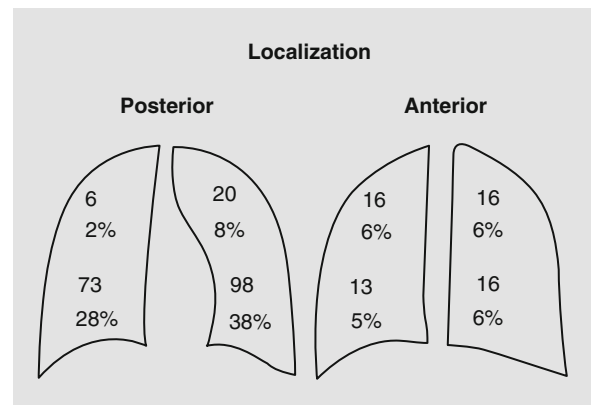 Localization
Posterior Anterior
6 20 16 16
2% 8% 6% 6%
73 98 13 16
28% 38% 5% 6%